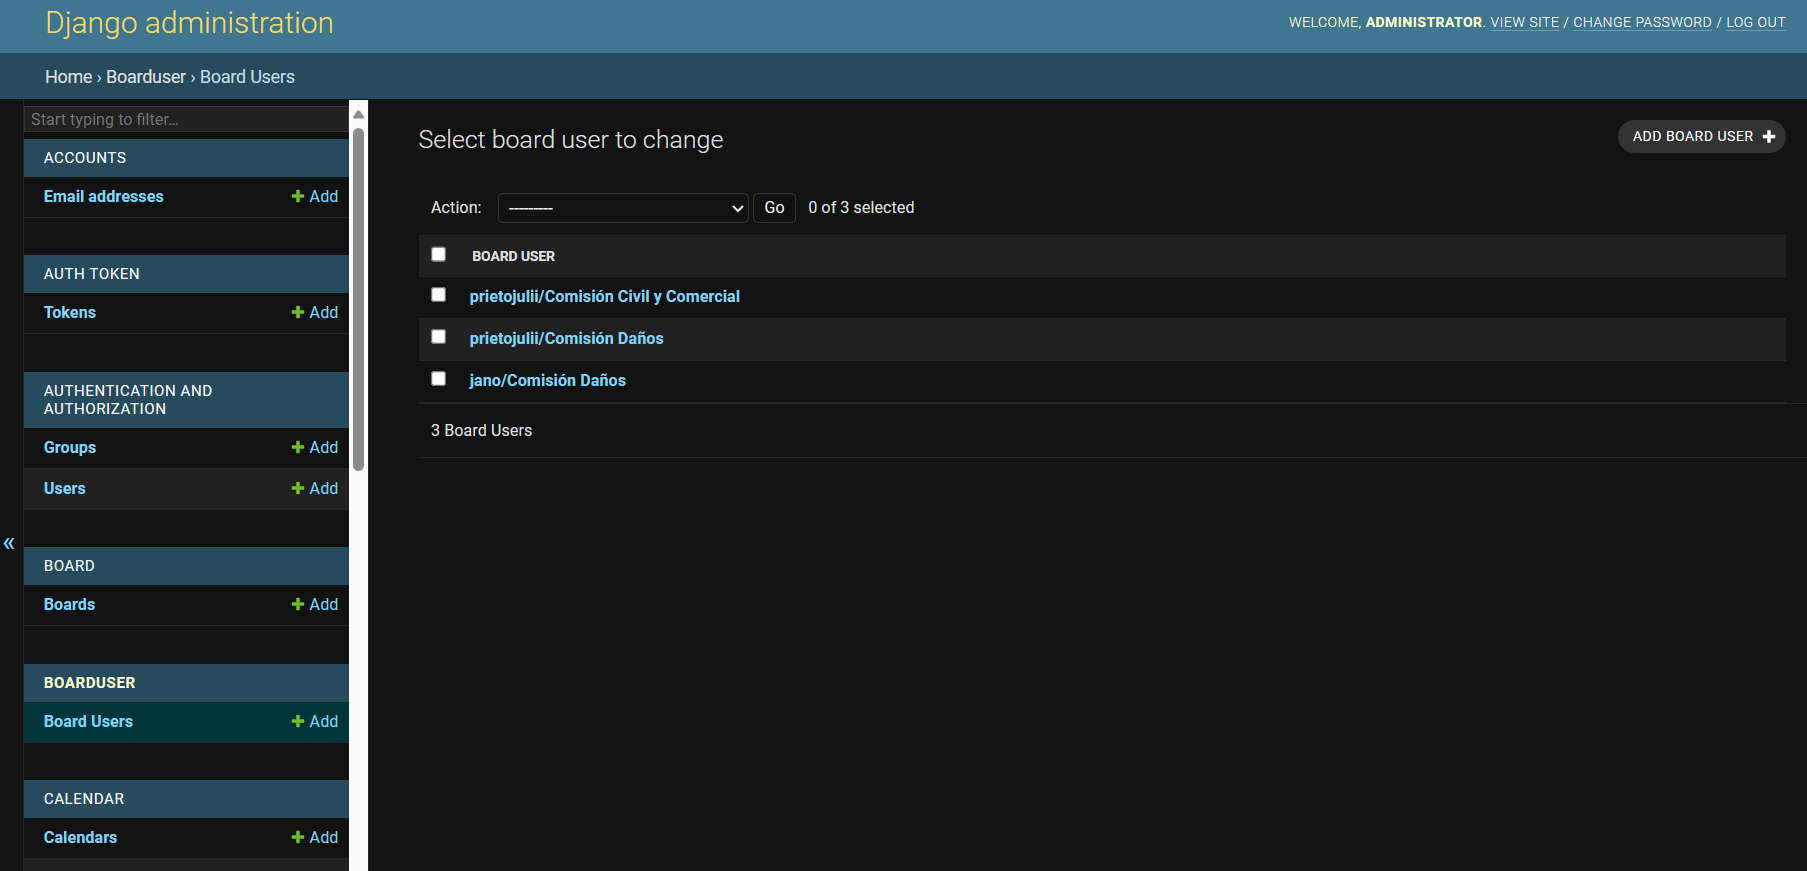 Django administration
WELCOME, ADMINISTRATOR. VIEW SITE / CHANGE PASSWORD / LOG OUT
Home › Boarduser › Board Users
Start typing to filter...
ACCOUNTS
Email addresses + Add
AUTH TOKEN
Tokens + Add
AUTHENTICATION AND
AUTHORIZATION
Groups + Add
Users + Add
BOARD
Boards + Add
BOARDUSER
Board Users + Add
CALENDAR
Calendars + Add
«
Select board user to change
ADD BOARD USER +
Action: --------- Go 0 of 3 selected
BOARD USER
prietojulii/Comisión Civil y Comercial
prietojulii/Comisión Daños
jano/Comisión Daños
3 Board Users